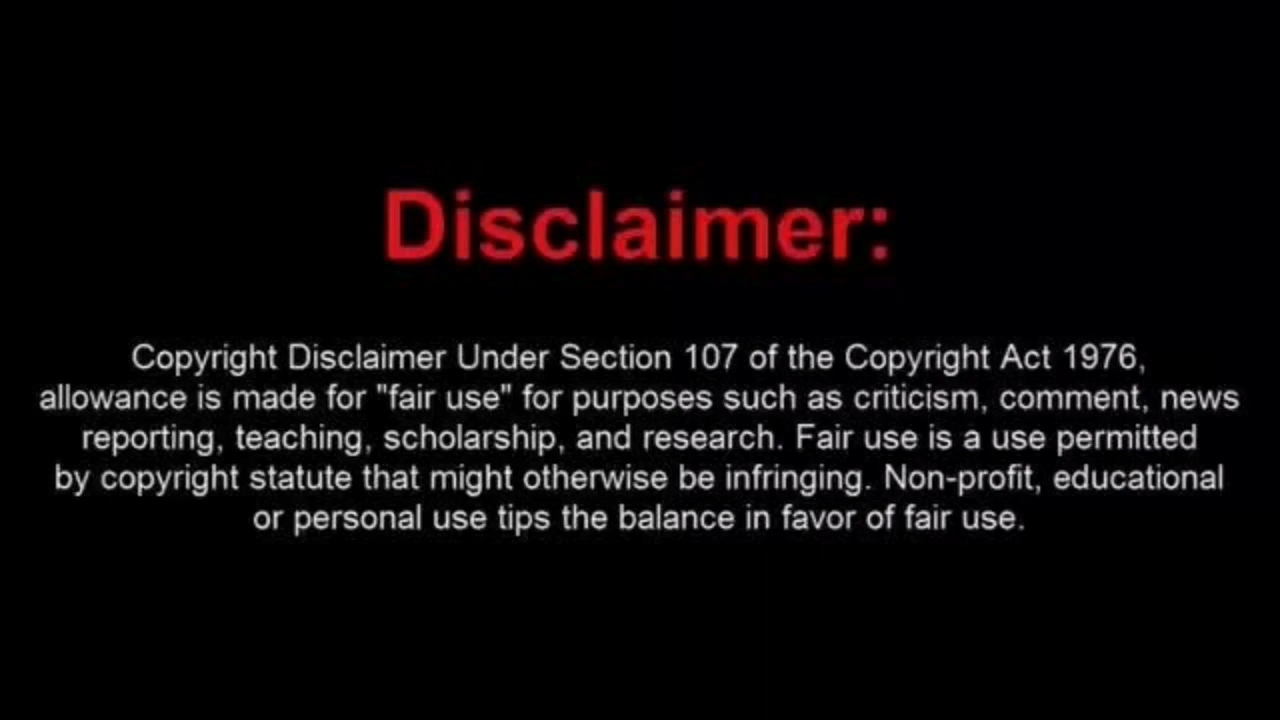 Disclaimer:
Copyright Disclaimer Under Section 107 of the Copyright Act 1976,
allowance is made for "fair use" for purposes such as criticism, comment, news
reporting, teaching, scholarship, and research. Fair use is a use permitted
by copyright statute that might otherwise be infringing. Non-profit, educational
or personal use tips the balance in favor of fair use.